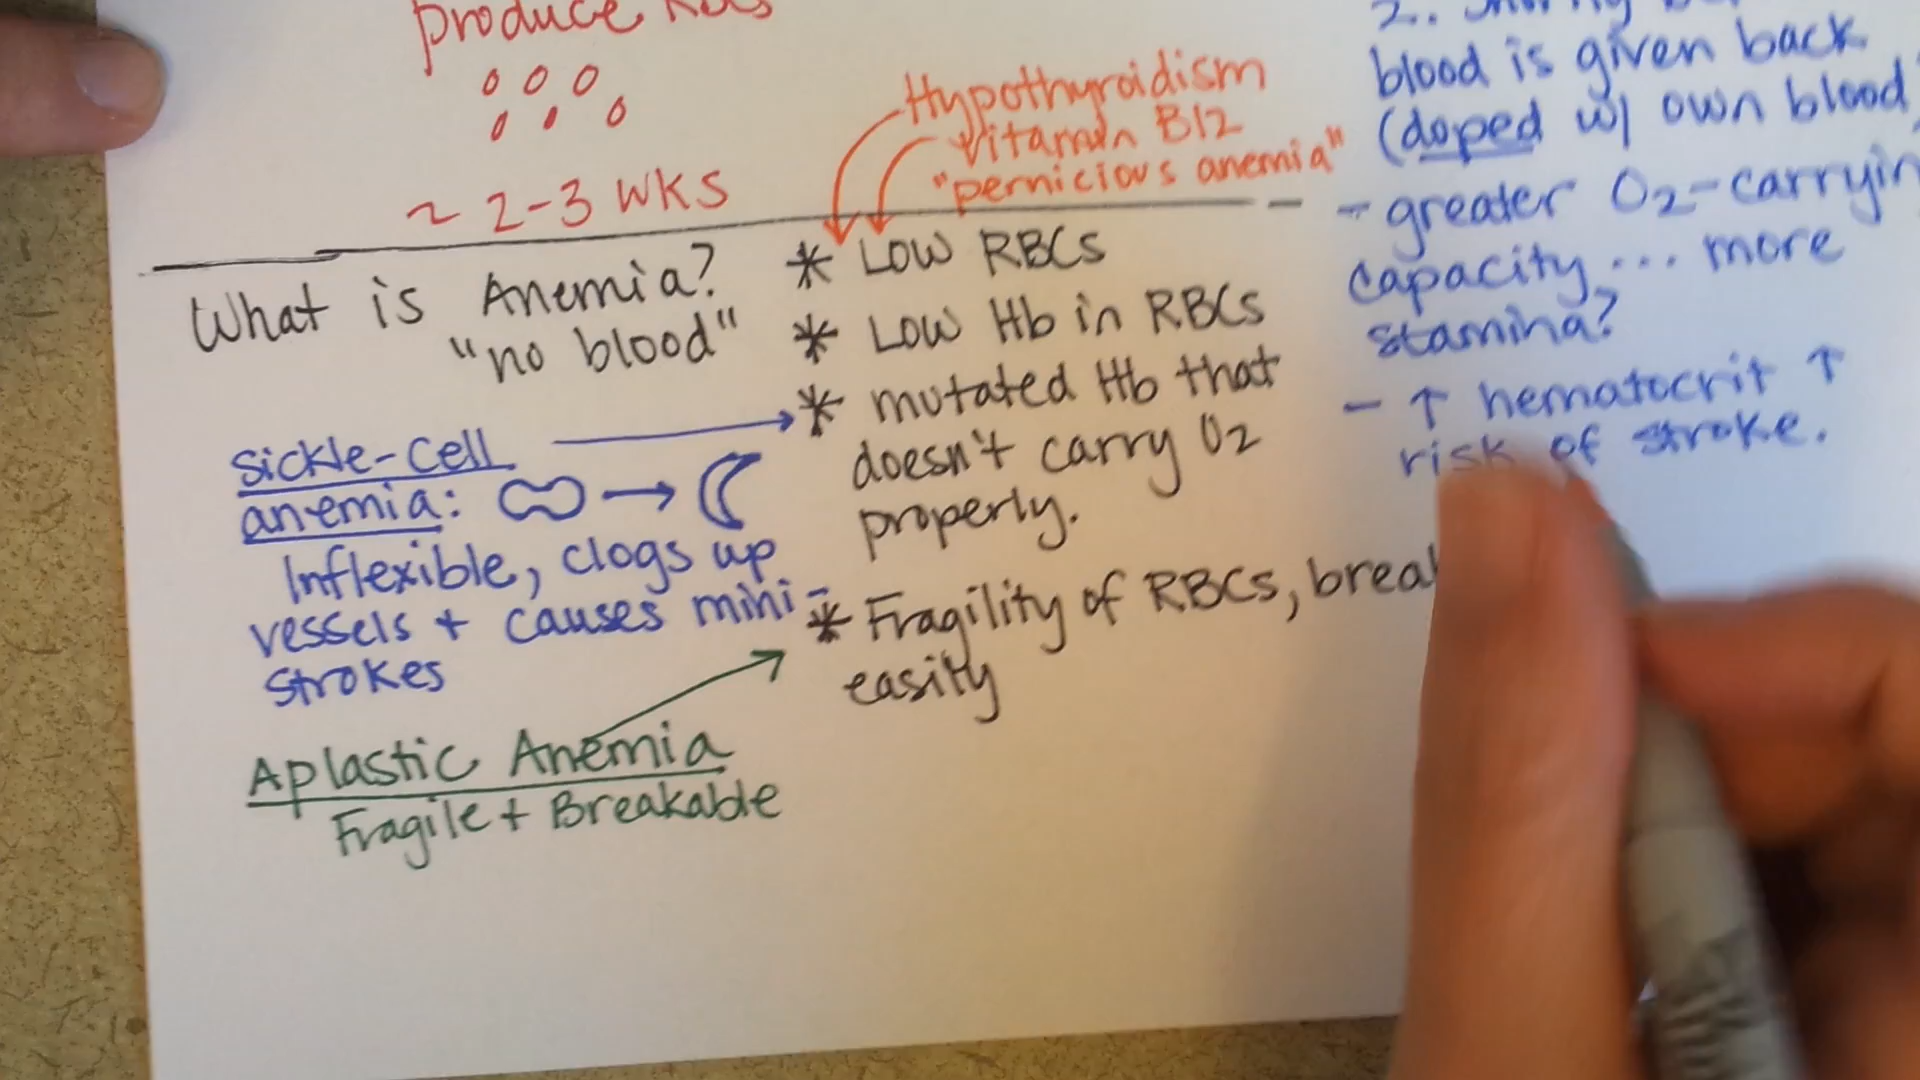 produce RBCs
~ 2-3 WKS
Hypothyroidism
Vitamin B12
"pernicious anemia"
What is Anemia?
"no blood"
* Low RBCs
* Low Hb in RBCs
* mutated Hb that
doesn't carry O2
properly.
* Fragility of RBCs, break
easily
Sickle-cell
anemia:
Inflexible, clogs up
vessels + causes mini-
strokes
Aplastic Anemia
Fragile + Breakable
2.
blood is given back
(doped w/ own blood
- greater O2-carryin
capacity... more
stamina?
- ↑ hematocrit ↑
risk of stroke.